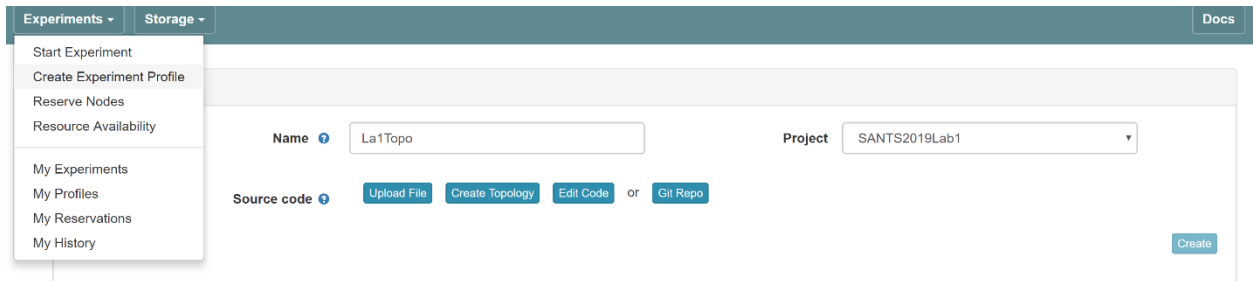 Experiments Storage Docs
Start Experiment
Create Experiment Profile
Reserve Nodes
Resource Availability
My Experiments
My Profiles
My Reservations
My History
Name La1Topo Project SANTS2019Lab1
Source code Upload File Create Topology Edit Code or Git Repo
Create